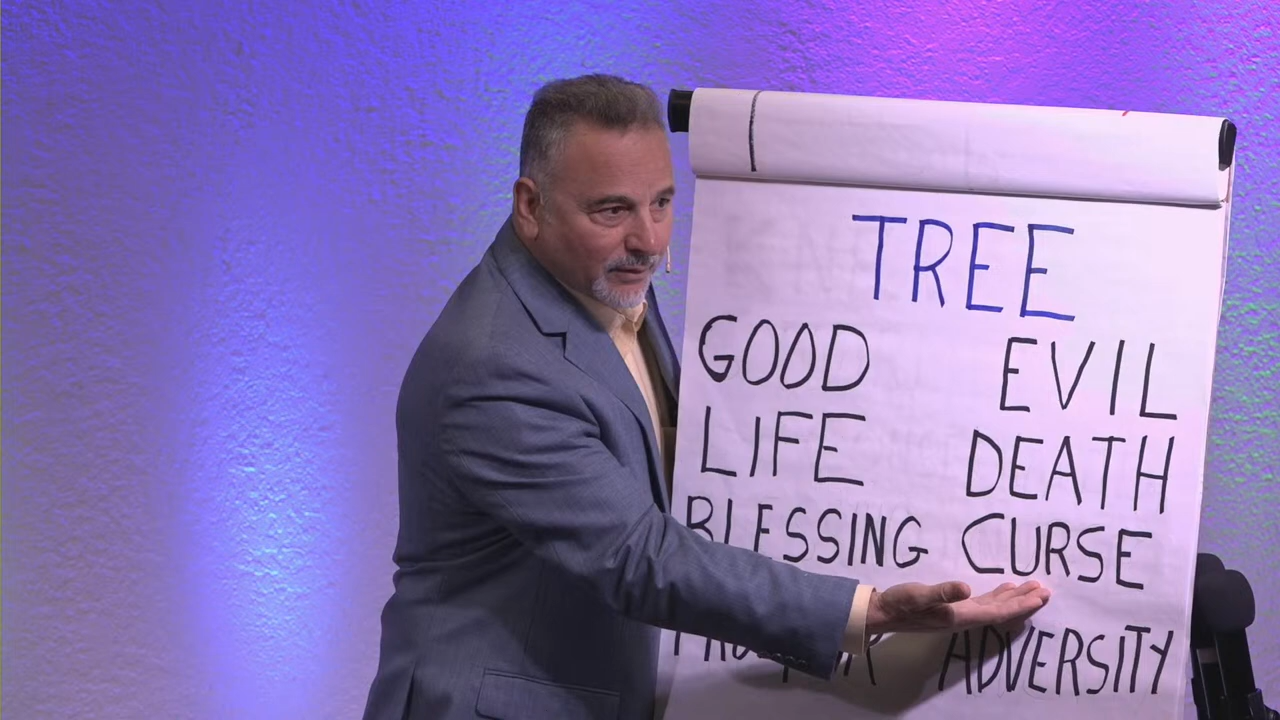 TREE
GOOD EVIL
LIFE DEATH
BLESSING CURSE
ADVERSITY